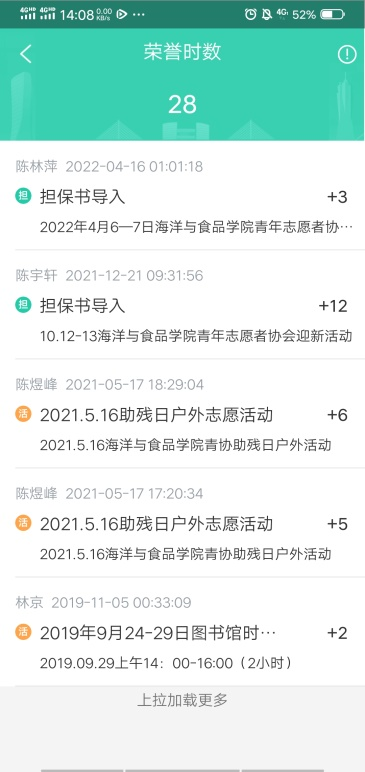 4GHD 4GHD 14:08 0.00 KB/s ··· 4G 52%
荣誉时数
28
陈林萍 2022-04-16 01:01:18
担 担保书导入 +3
2022年4月6—7日海洋与食品学院青年志愿者协···
陈宇轩 2021-12-21 09:31:56
担 担保书导入 +12
10.12-13海洋与食品学院青年志愿者协会迎新活动
陈煜峰 2021-05-17 18:29:04
活 2021.5.16助残日户外志愿活动 +6
2021.5.16海洋与食品学院青协助残日户外活动
陈煜峰 2021-05-17 17:20:34
活 2021.5.16助残日户外志愿活动 +5
2021.5.16海洋与食品学院青协助残日户外活动
林京 2019-11-05 00:33:09
活 2019年9月24-29日图书馆时··· +2
2019.09.29上午14：00-16:00（2小时）
上拉加载更多